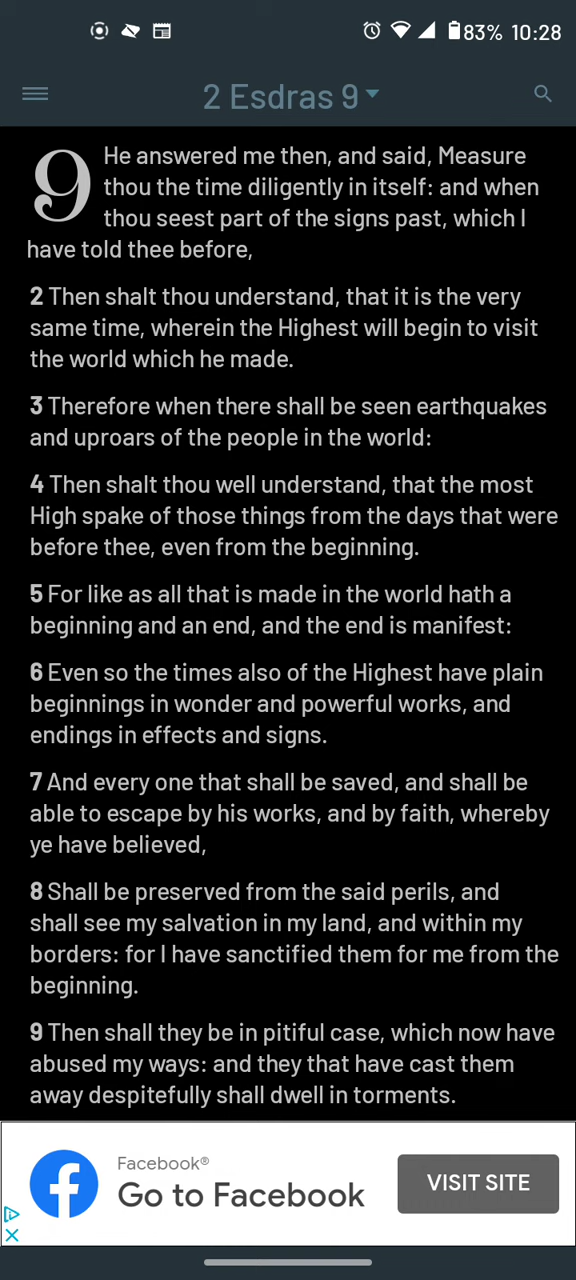 83% 10:28
2 Esdras 9
9 He answered me then, and said, Measure
thou the time diligently in itself: and when
thou seest part of the signs past, which I
have told thee before,
2 Then shalt thou understand, that it is the very
same time, wherein the Highest will begin to visit
the world which he made.
3 Therefore when there shall be seen earthquakes
and uproars of the people in the world:
4 Then shalt thou well understand, that the most
High spake of those things from the days that were
before thee, even from the beginning.
5 For like as all that is made in the world hath a
beginning and an end, and the end is manifest:
6 Even so the times also of the Highest have plain
beginnings in wonder and powerful works, and
endings in effects and signs.
7 And every one that shall be saved, and shall be
able to escape by his works, and by faith, whereby
ye have believed,
8 Shall be preserved from the said perils, and
shall see my salvation in my land, and within my
borders: for I have sanctified them for me from the
beginning.
9 Then shall they be in pitiful case, which now have
abused my ways: and they that have cast them
away despitefully shall dwell in torments.
Facebook®
Go to Facebook
VISIT SITE